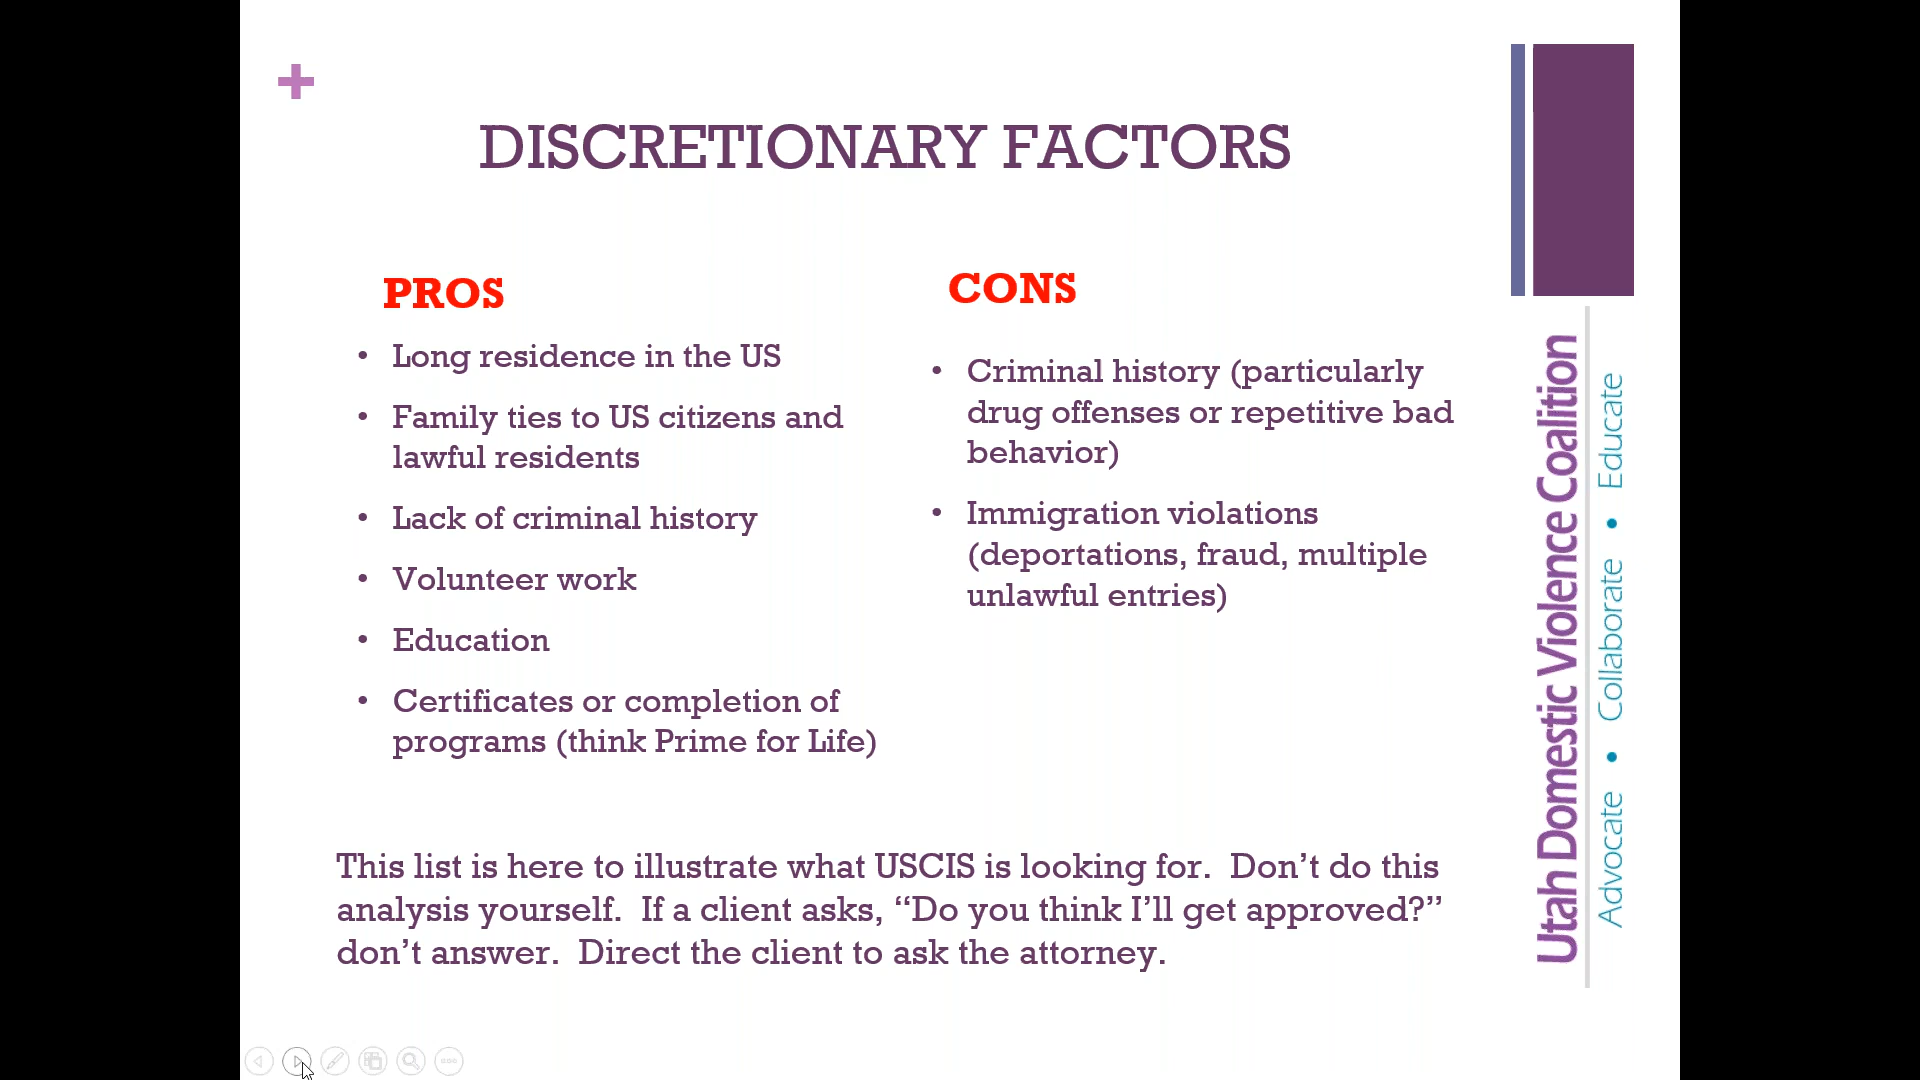 DISCRETIONARY FACTORS
PROS
• Long residence in the US
• Family ties to US citizens and
lawful residents
• Lack of criminal history
• Volunteer work
• Education
• Certificates or completion of
programs (think Prime for Life)
CONS
• Criminal history (particularly
drug offenses or repetitive bad
behavior)
• Immigration violations
(deportations, fraud, multiple
unlawful entries)
This list is here to illustrate what USCIS is looking for.  Don’t do this
analysis yourself.  If a client asks, “Do you think I’ll get approved?”
don’t answer.  Direct the client to ask the attorney.
Utah Domestic Violence Coalition
Advocate • Collaborate • Educate